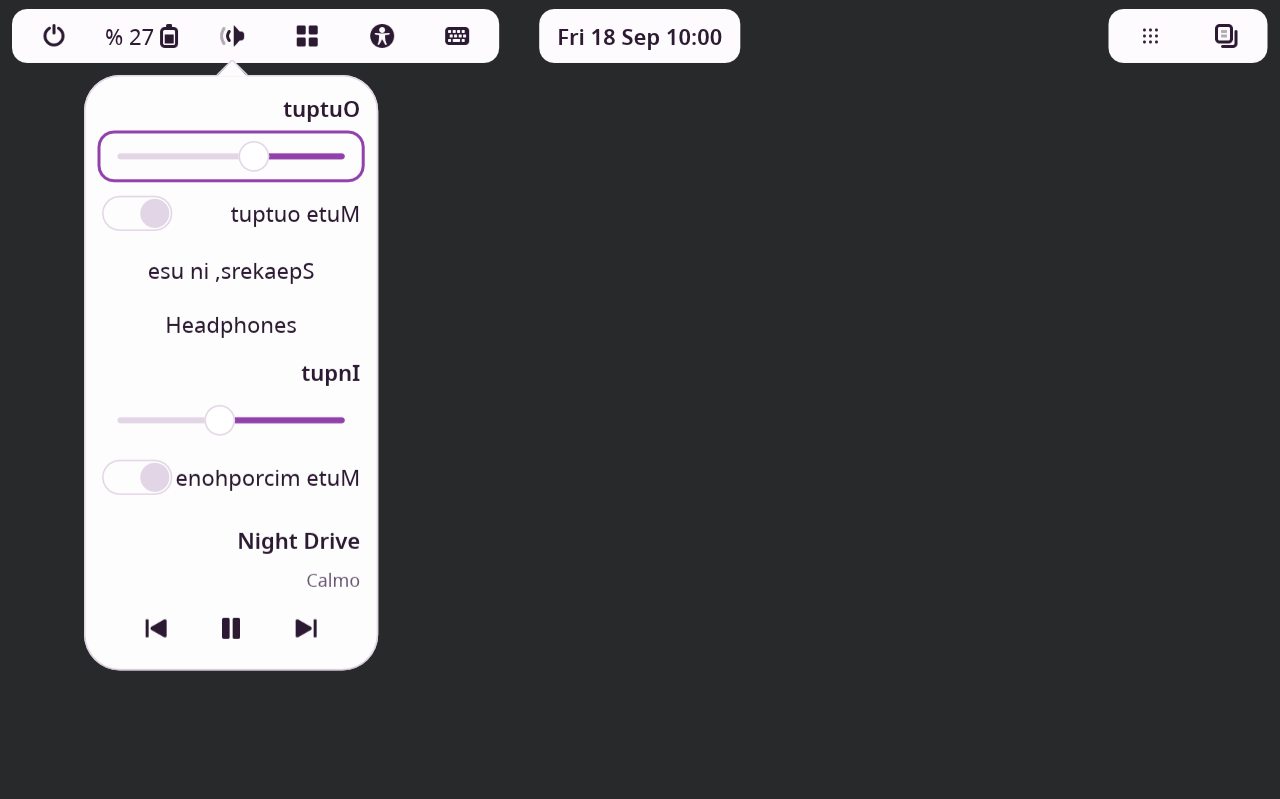 % 27
Fri 18 Sep 10:00
tuptuO
tuptuo etuM
esu ni ,srekaepS
Headphones
tupnI
enohporcim etuM
Night Drive
Calmo